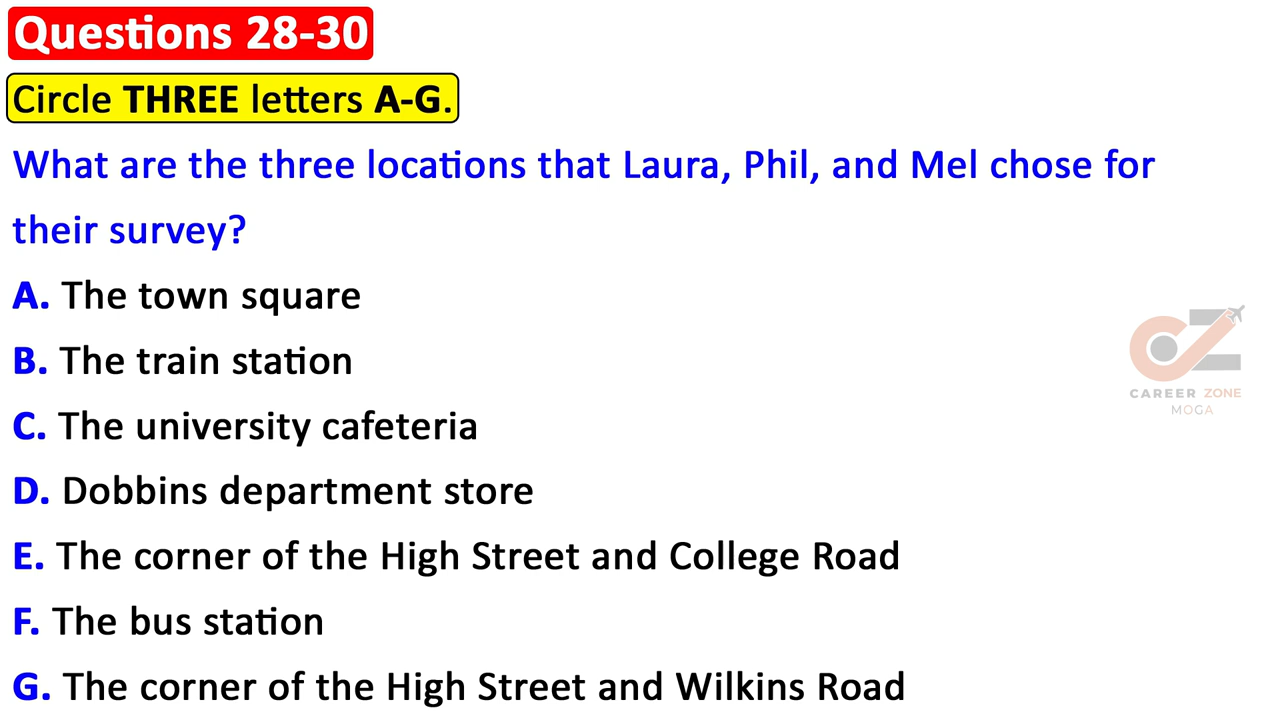 Questions 28-30
Circle THREE letters A-G.
What are the three locations that Laura, Phil, and Mel chose for
their survey?
A. The town square
B. The train station
C. The university cafeteria
D. Dobbins department store
E. The corner of the High Street and College Road
F. The bus station
G. The corner of the High Street and Wilkins Road
CAREER ZONE
MOGA